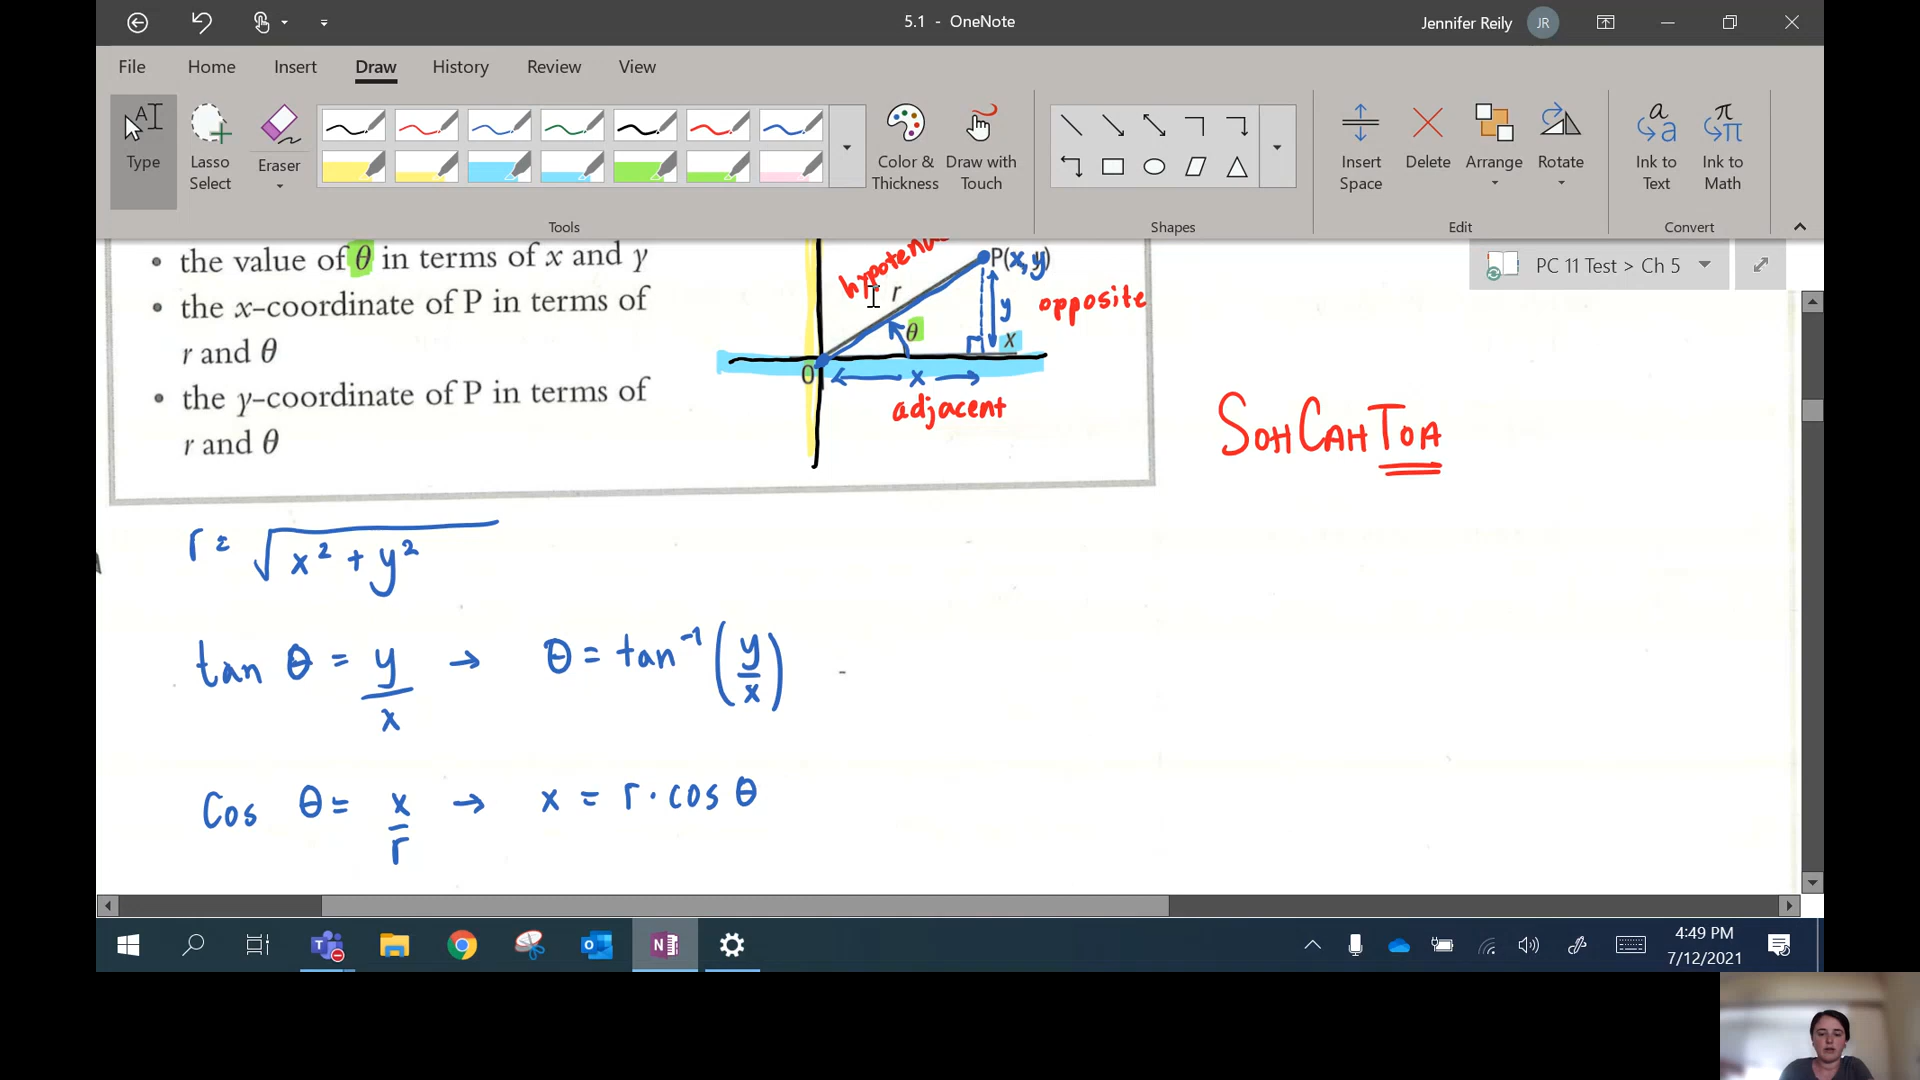 5.1 - OneNote
Jennifer Reily
JR
File Home Insert Draw History Review View
Type
Lasso Select
Eraser
Color & Thickness
Draw with Touch
Insert Space
Delete
Arrange
Rotate
Ink to Text
Ink to Math
Tools
Shapes
Edit
Convert
PC 11 Test > Ch 5
• the value of θ in terms of x and y
• the x-coordinate of P in terms of
r and θ
• the y-coordinate of P in terms of
r and θ
P(x, y)
r
y
opposite
θ
x
0
x
adjacent
SOH CAH TOA
r = √x² + y²
tan θ = y/x → θ = tan⁻¹(y/x)
cos θ = x/r → x = r · cos θ
4:49 PM
7/12/2021